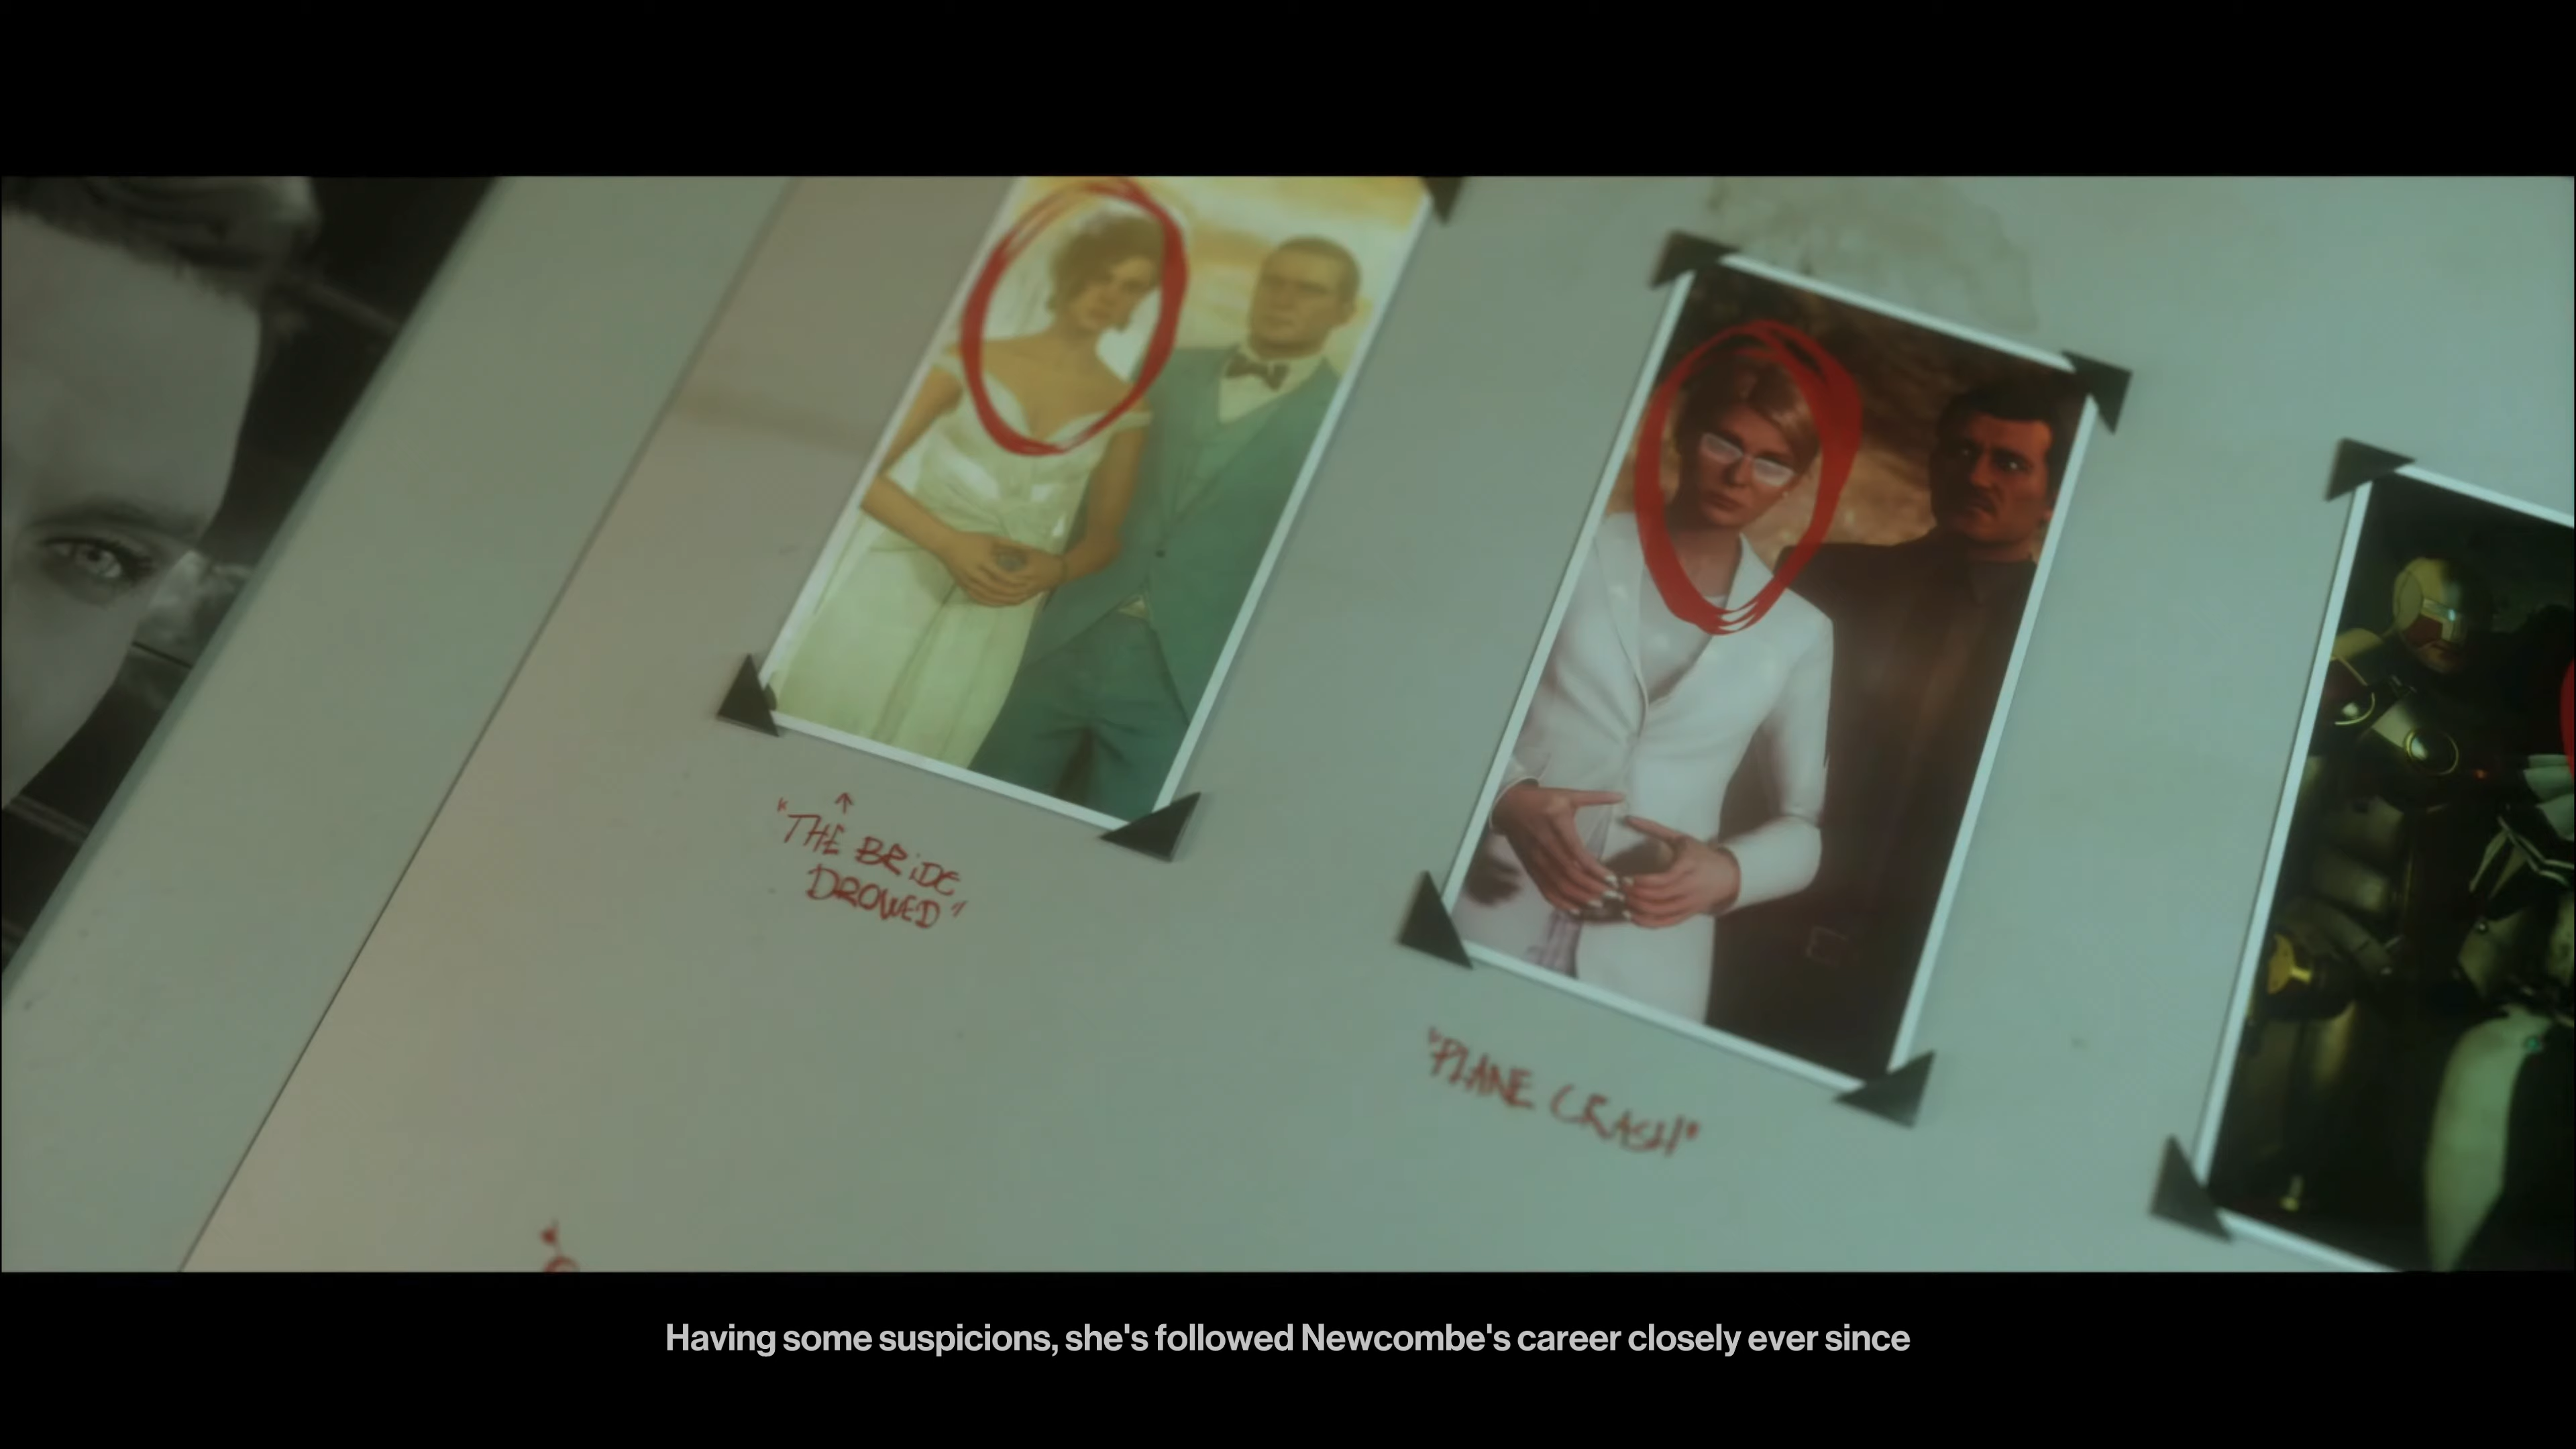 "THE BRIDE
DROWED"
"PLANE CRASH"
Having some suspicions, she's followed Newcombe's career closely ever since